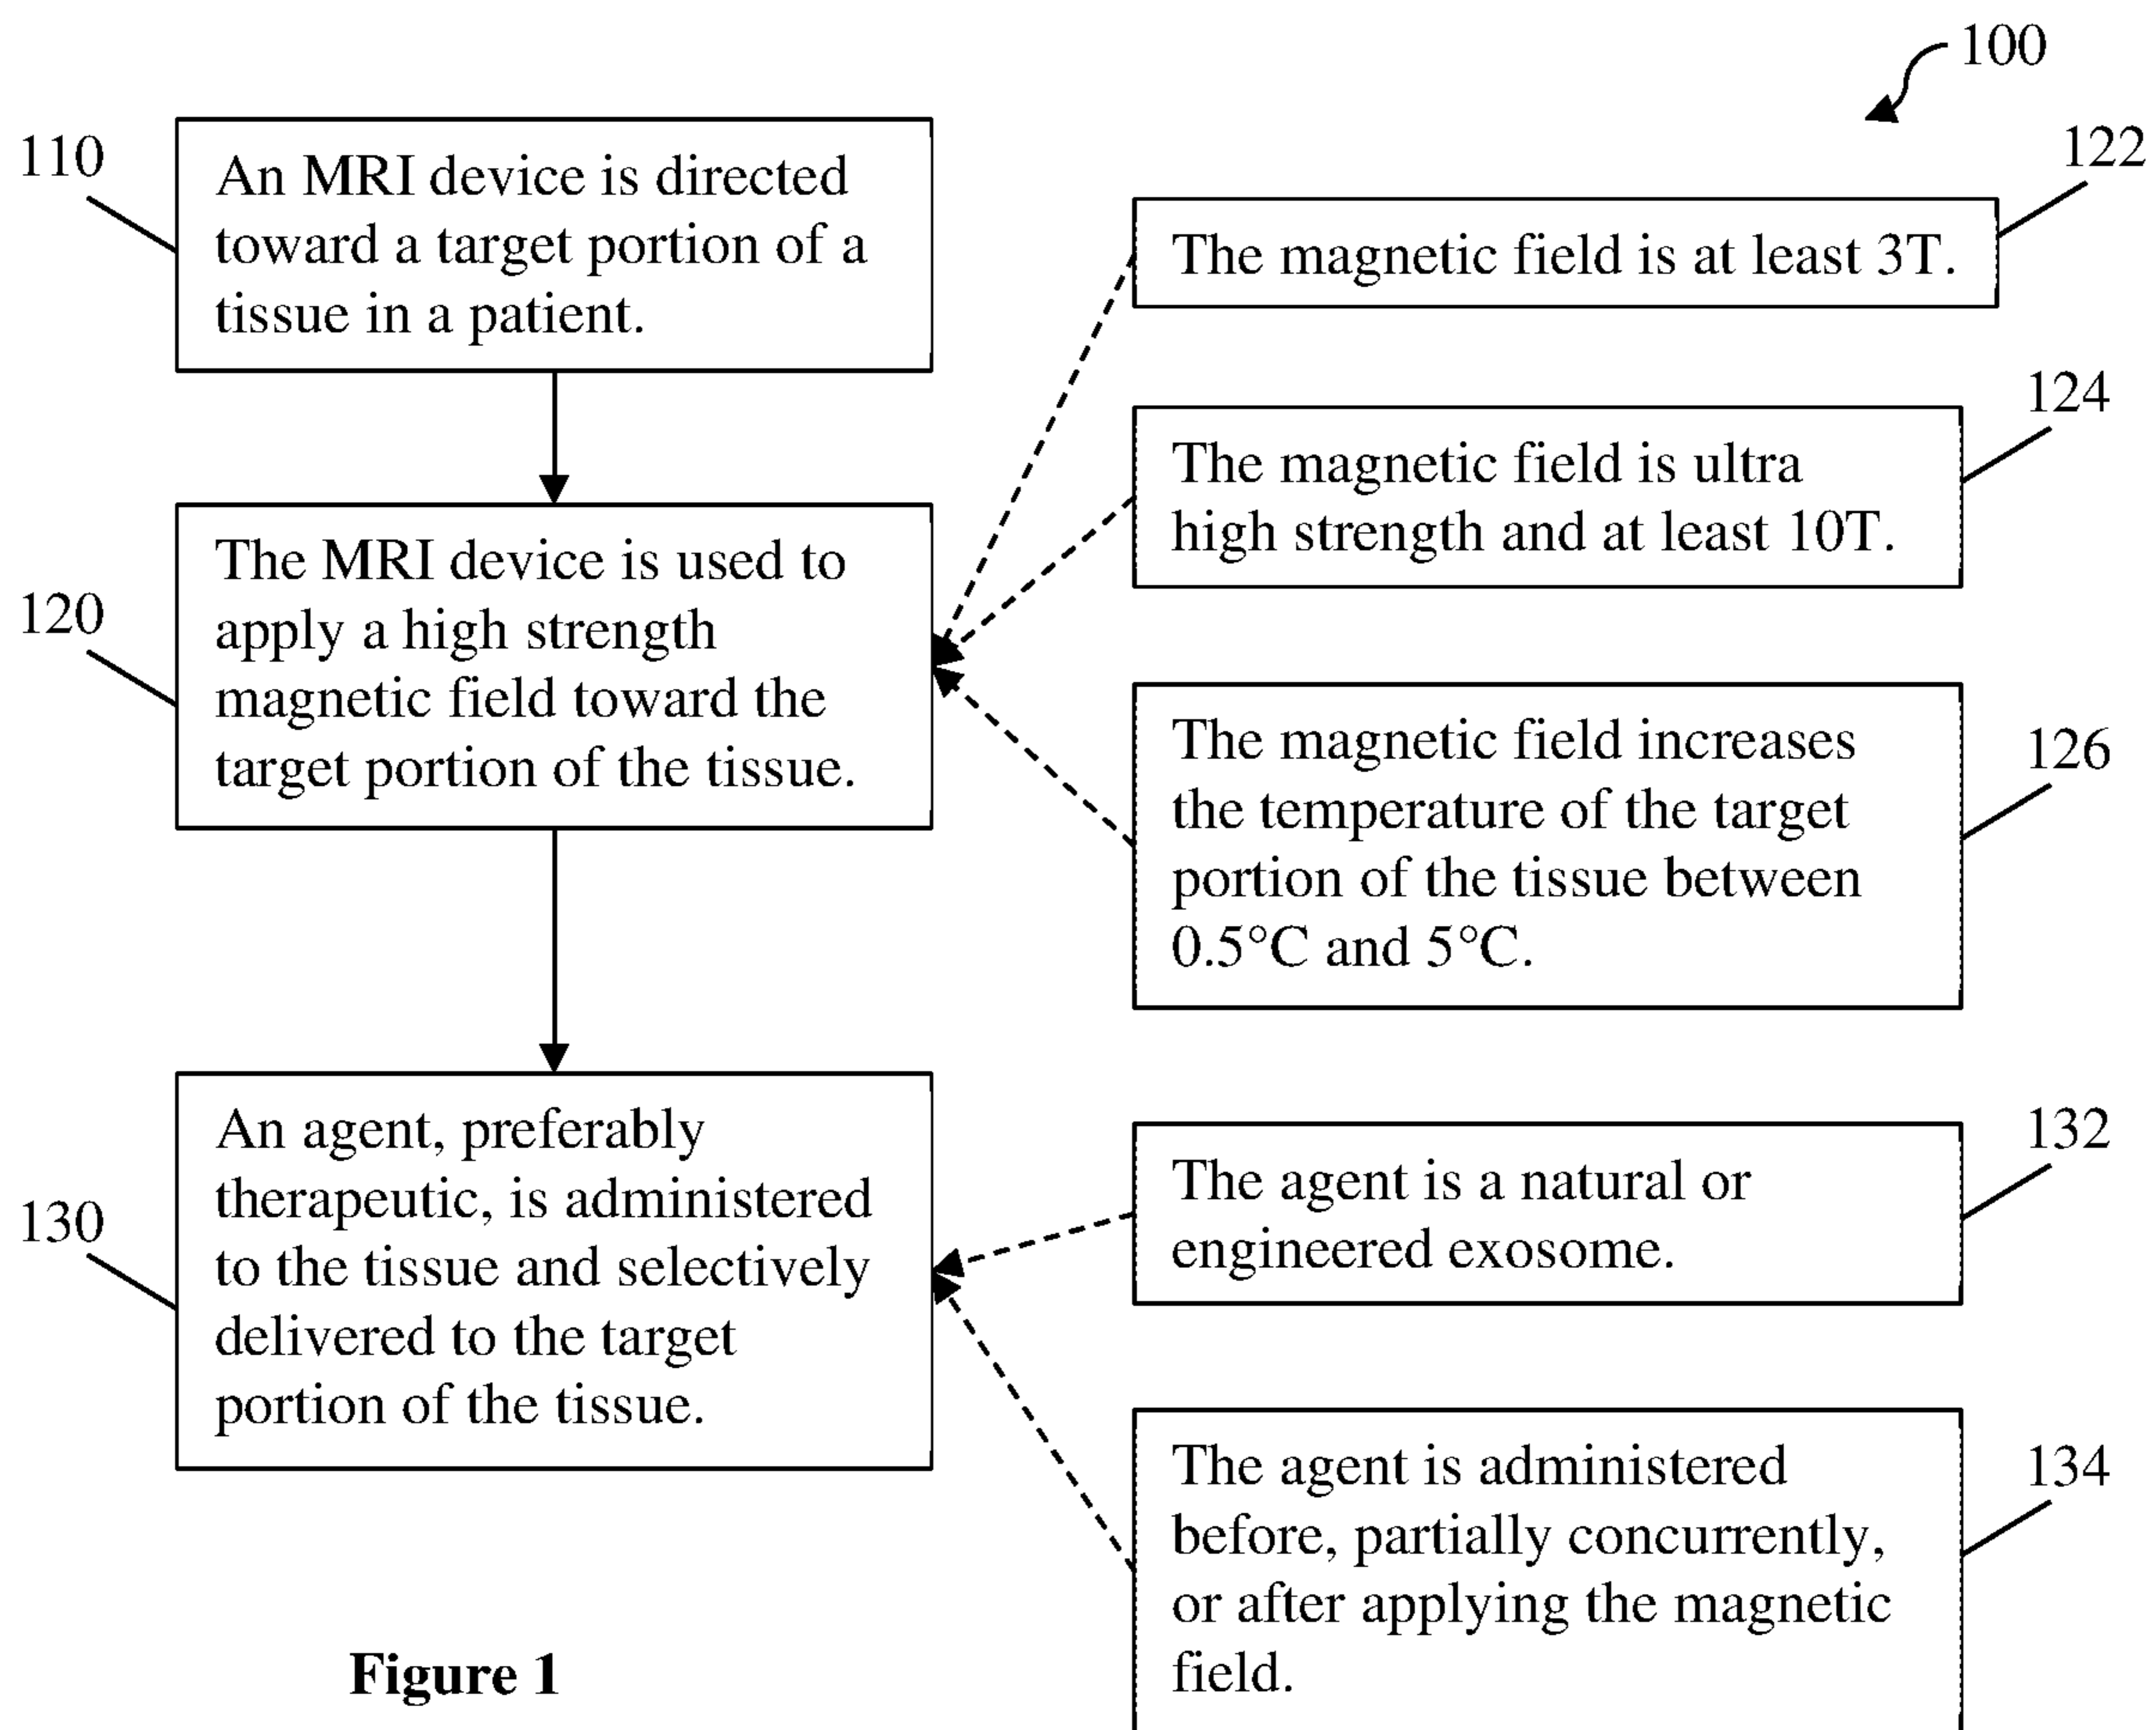 100
110
An MRI device is directed
toward a target portion of a
tissue in a patient.
122
The magnetic field is at least 3T.
124
The magnetic field is ultra
high strength and at least 10T.
120
The MRI device is used to
apply a high strength
magnetic field toward the
target portion of the tissue.
126
The magnetic field increases
the temperature of the target
portion of the tissue between
0.5°C and 5°C.
130
An agent, preferably
therapeutic, is administered
to the tissue and selectively
delivered to the target
portion of the tissue.
132
The agent is a natural or
engineered exosome.
134
The agent is administered
before, partially concurrently,
or after applying the magnetic
field.
Figure 1